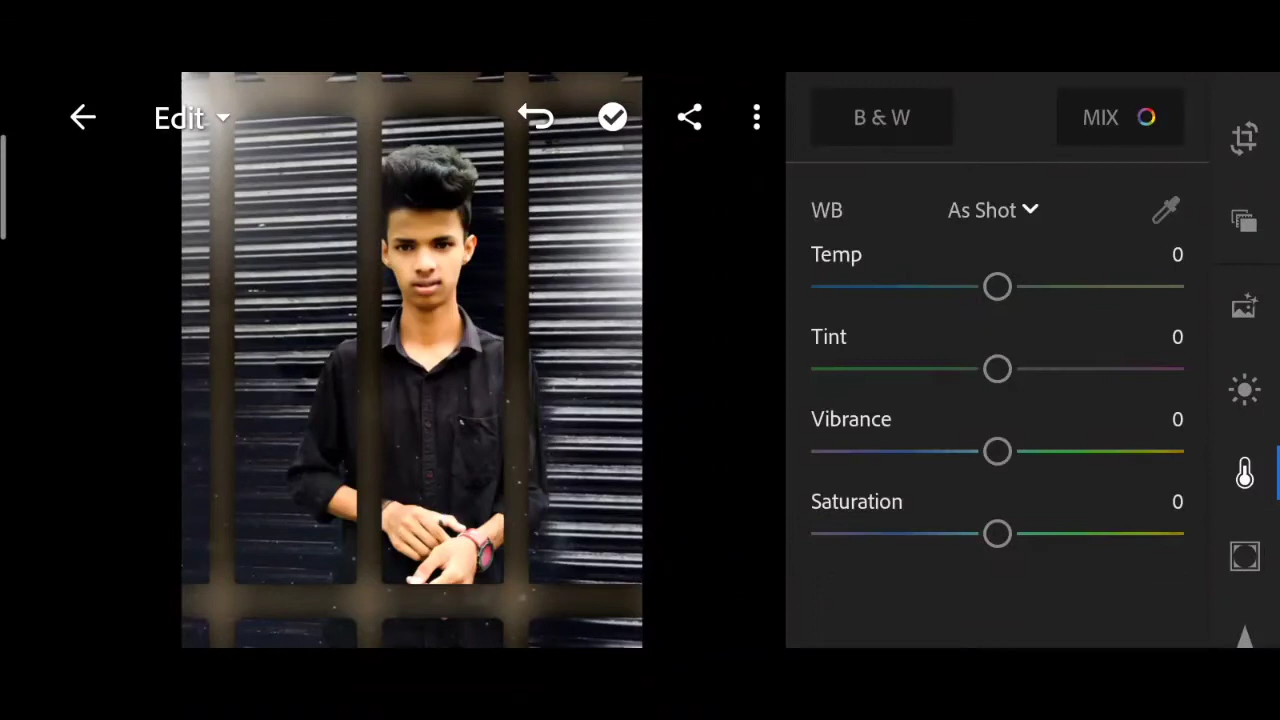 Edit
B & W
MIX
WB
As Shot
Temp
0
Tint
0
Vibrance
0
Saturation
0